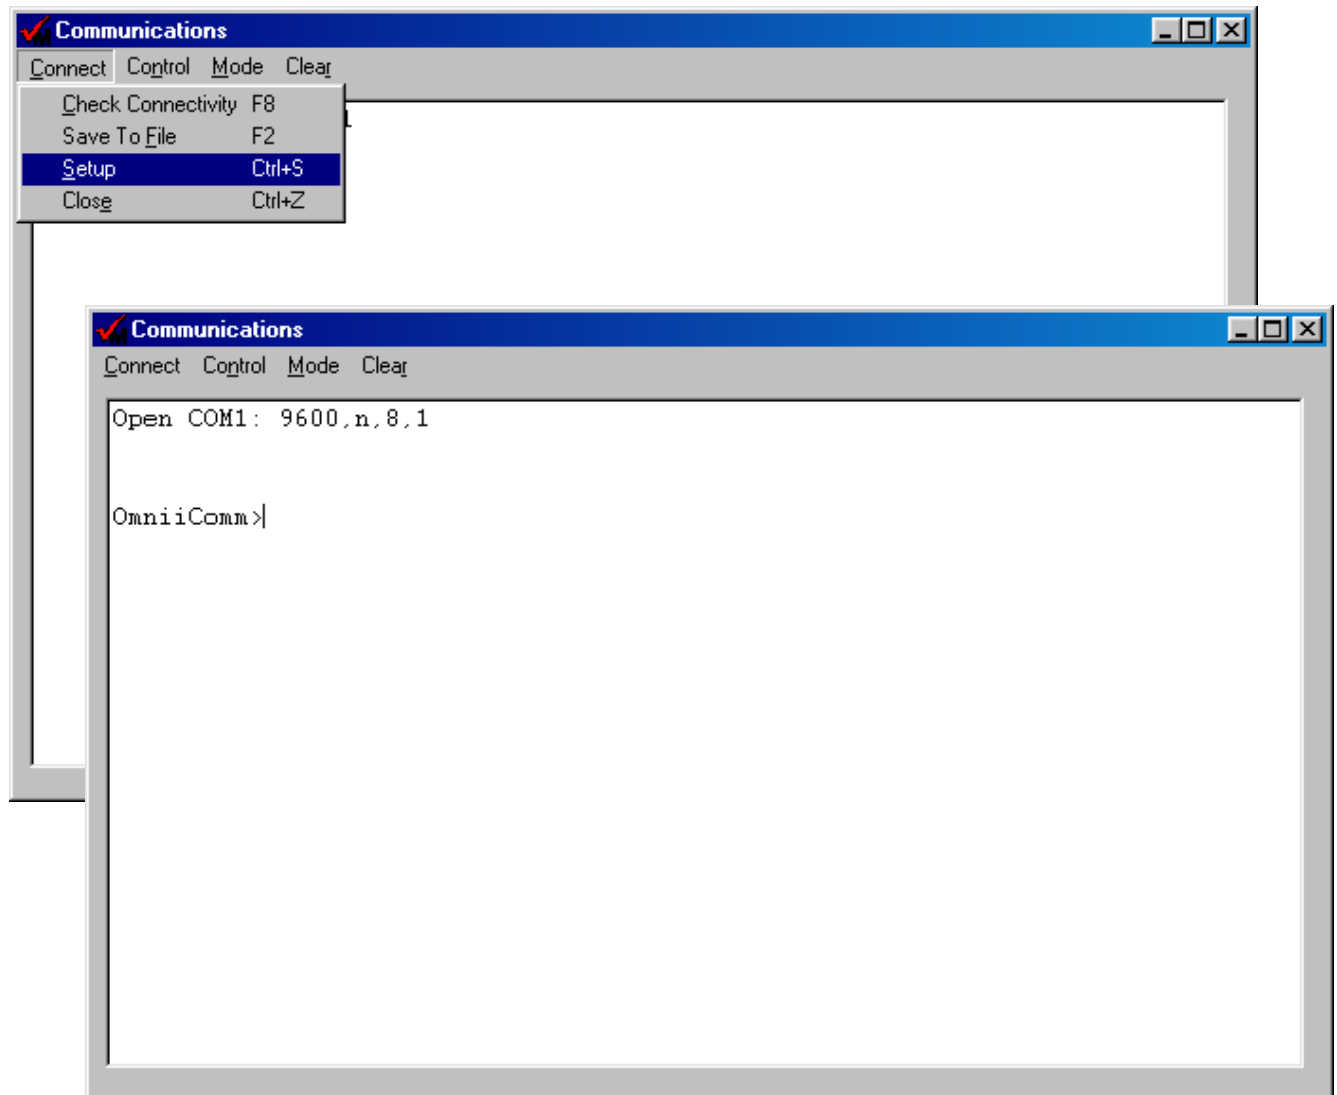 Communications
Connect Control Mode Clear
Check Connectivity F8
Save To File F2
Setup Ctrl+S
Close Ctrl+Z
Communications
Connect Control Mode Clear
Open COM1: 9600,n,8,1
OmniiComm>